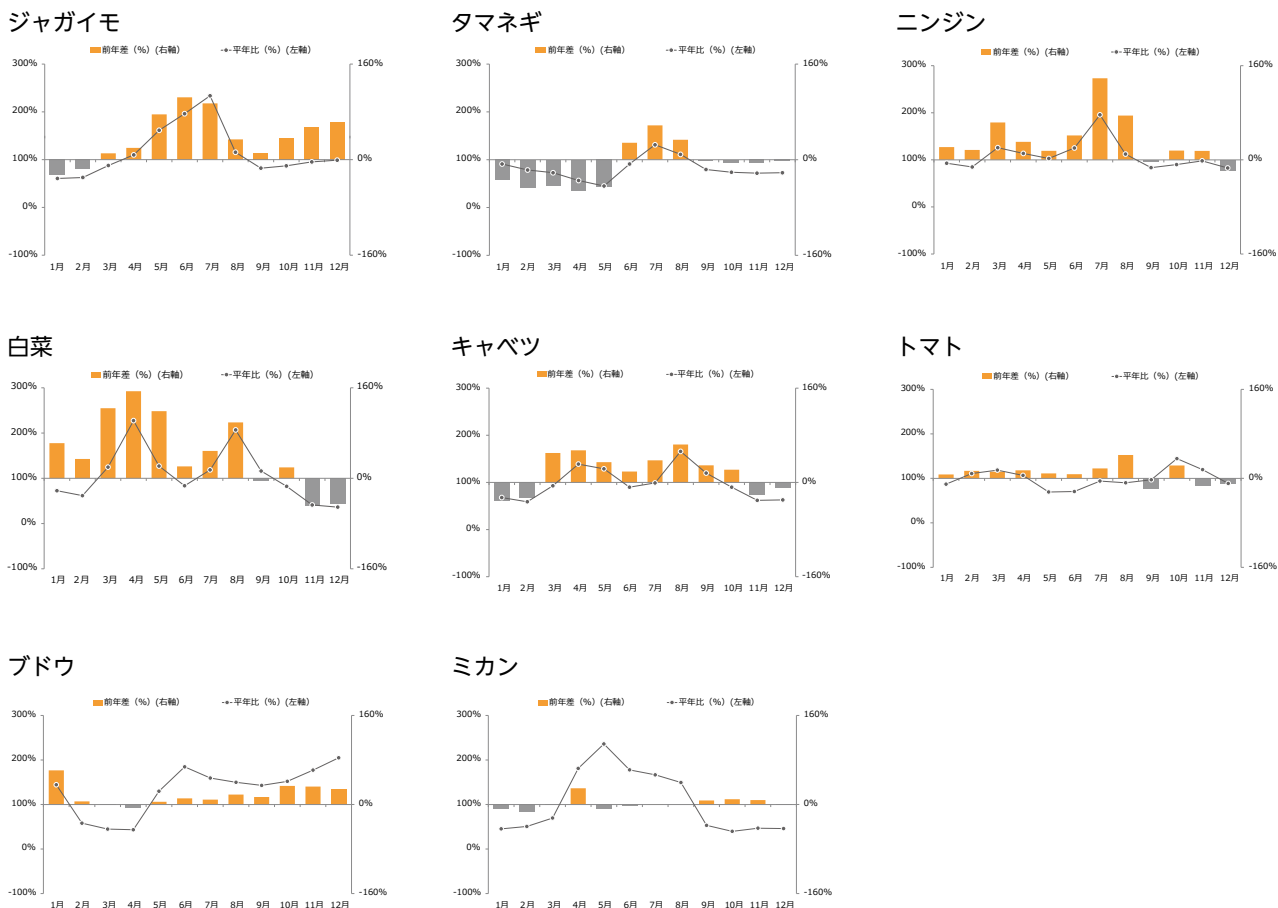 ジャガイモ
前年差（%）(右軸) 平年比（%）(左軸)
300% 160%
200%
100% 0%
0%
-100% -160%
1月 2月 3月 4月 5月 6月 7月 8月 9月 10月 11月 12月
タマネギ
前年差（%）(右軸) 平年比（%）(左軸)
300% 160%
200%
100% 0%
0%
-100% -160%
1月 2月 3月 4月 5月 6月 7月 8月 9月 10月 11月 12月
ニンジン
前年差（%）(右軸) 平年比（%）(左軸)
300% 160%
200%
100% 0%
0%
-100% -160%
1月 2月 3月 4月 5月 6月 7月 8月 9月 10月 11月 12月
白菜
前年差（%）(右軸) 平年比（%）(左軸)
300% 160%
200%
100% 0%
0%
-100% -160%
1月 2月 3月 4月 5月 6月 7月 8月 9月 10月 11月 12月
キャベツ
前年差（%）(右軸) 平年比（%）(左軸)
300% 160%
200%
100% 0%
0%
-100% -160%
1月 2月 3月 4月 5月 6月 7月 8月 9月 10月 11月 12月
トマト
前年差（%）(右軸) 平年比（%）(左軸)
300% 160%
200%
100% 0%
0%
-100% -160%
1月 2月 3月 4月 5月 6月 7月 8月 9月 10月 11月 12月
ブドウ
前年差（%）(右軸) 平年比（%）(左軸)
300% 160%
200%
100% 0%
0%
-100% -160%
1月 2月 3月 4月 5月 6月 7月 8月 9月 10月 11月 12月
ミカン
前年差（%）(右軸) 平年比（%）(左軸)
300% 160%
200%
100% 0%
0%
-100% -160%
1月 2月 3月 4月 5月 6月 7月 8月 9月 10月 11月 12月